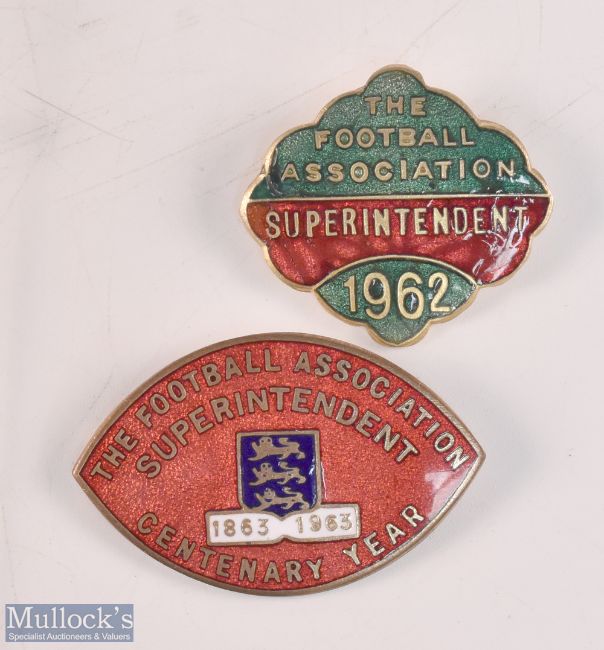 THE
FOOTBALL
ASSOCIATION
SUPERINTENDENT
1962
THE FOOTBALL ASSOCIATION
SUPERINTENDENT
1863 1963
CENTENARY YEAR
Mullock's
Specialist Auctioneers & Valuers